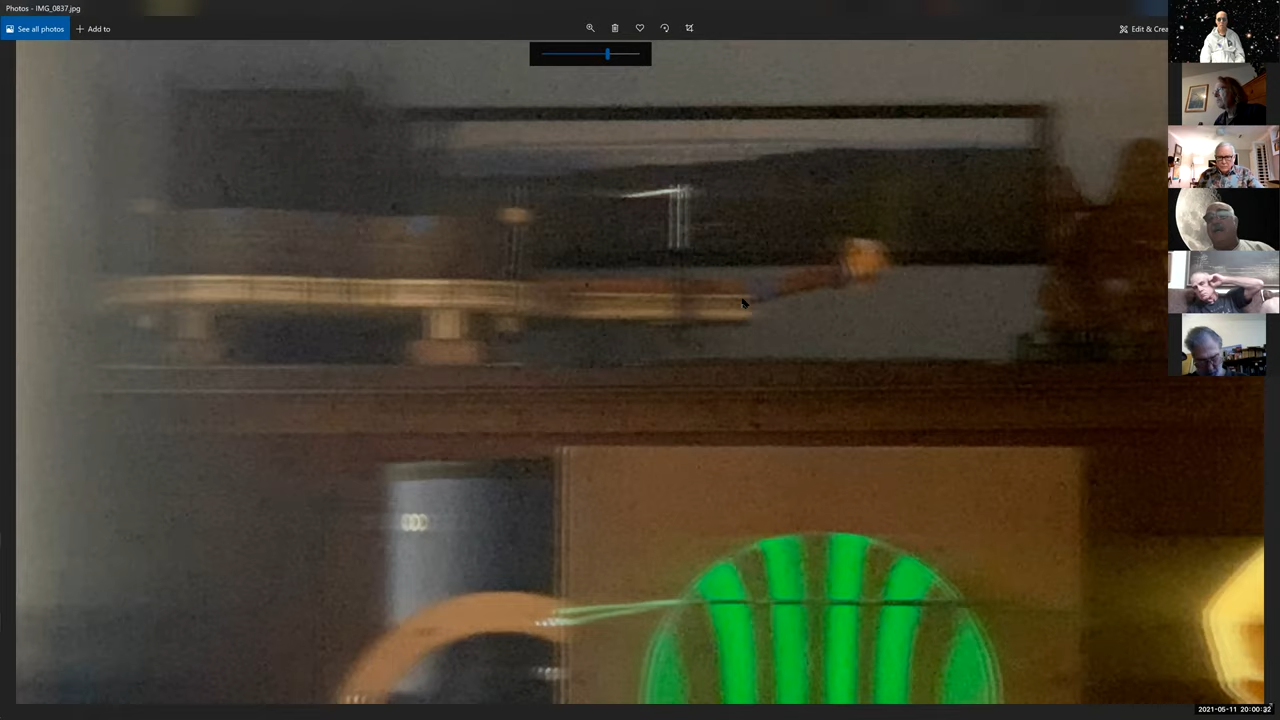 Photos - IMG_0837.jpg
See all photos
Add to
Edit & Crea
2021-05-11 20:00:32